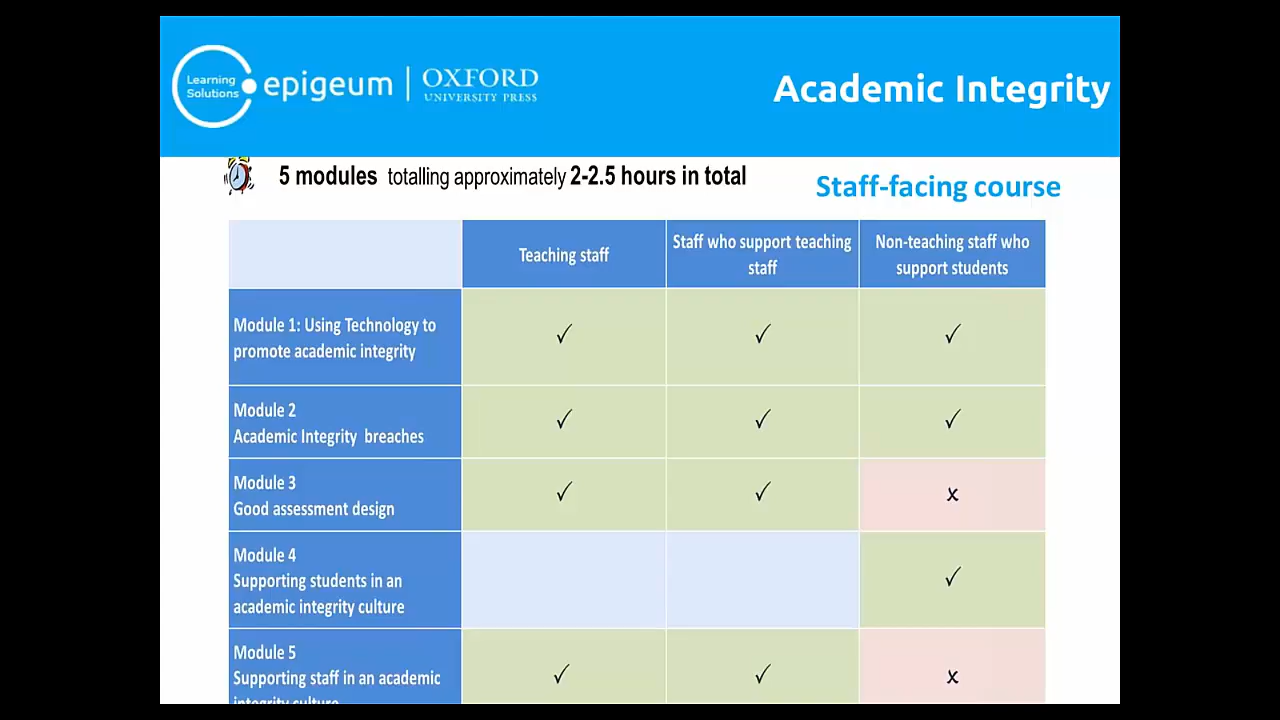 Learning
Solutions
epigeum
OXFORD
UNIVERSITY PRESS
Academic Integrity
5 modules totalling approximately 2-2.5 hours in total
Staff-facing course
Teaching staff
Staff who support teaching
staff
Non-teaching staff who
support students
Module 1: Using Technology to
promote academic integrity
✓ ✓ ✓
Module 2
Academic Integrity breaches
✓ ✓ ✓
Module 3
Good assessment design
✓ ✓ x
Module 4
Supporting students in an
academic integrity culture
✓
Module 5
Supporting staff in an academic
integrity culture
✓ ✓ x